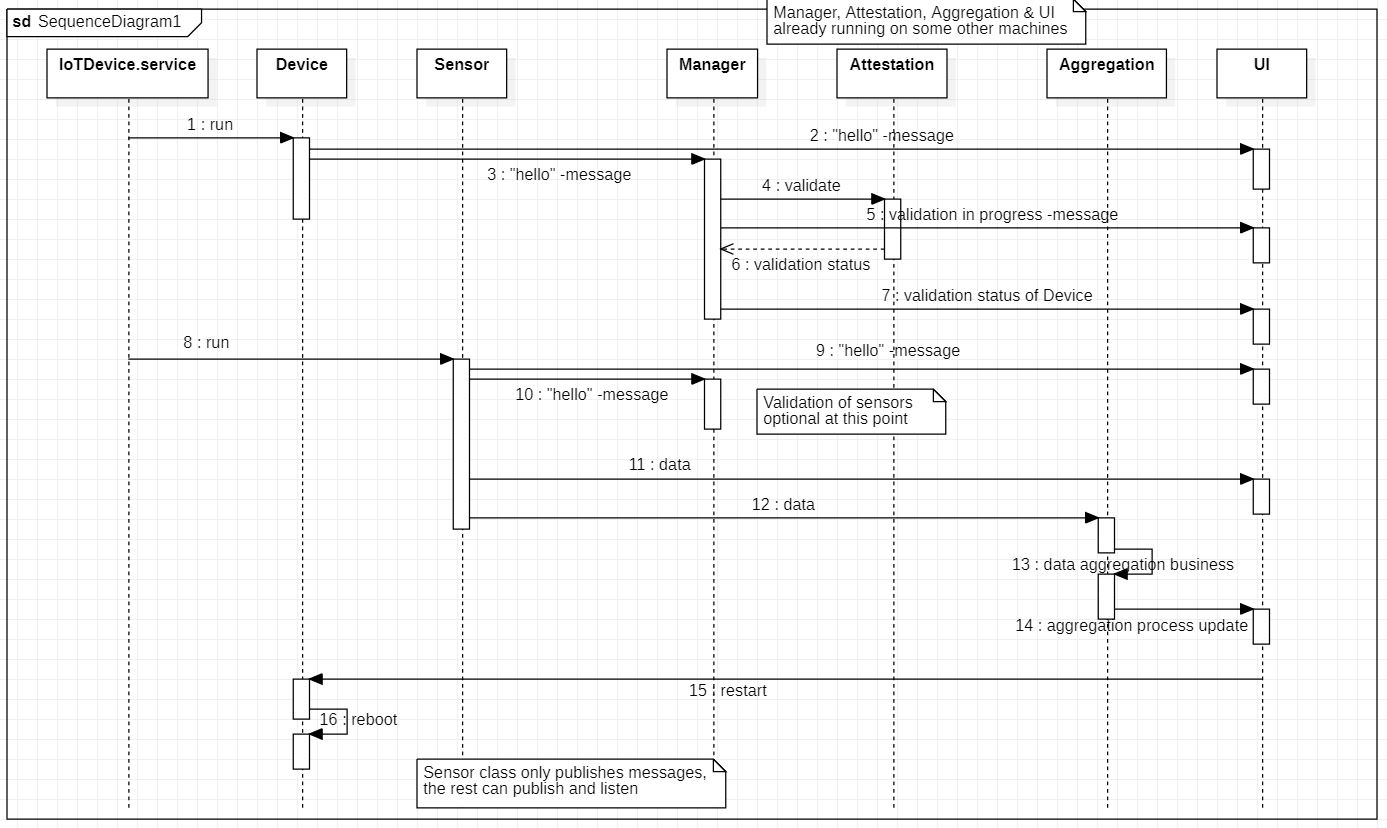 sd SequenceDiagram1
Manager, Attestation, Aggregation & UI
already running on some other machines
IoTDevice.service
Device
Sensor
Manager
Attestation
Aggregation
UI
1 : run
2 : "hello" -message
3 : "hello" -message
4 : validate
5 : validation in progress -message
6 : validation status
7 : validation status of Device
8 : run
9 : "hello" -message
10 : "hello" -message
Validation of sensors
optional at this point
11 : data
12 : data
13 : data aggregation business
14 : aggregation process update
15 : restart
16 : reboot
Sensor class only publishes messages,
the rest can publish and listen